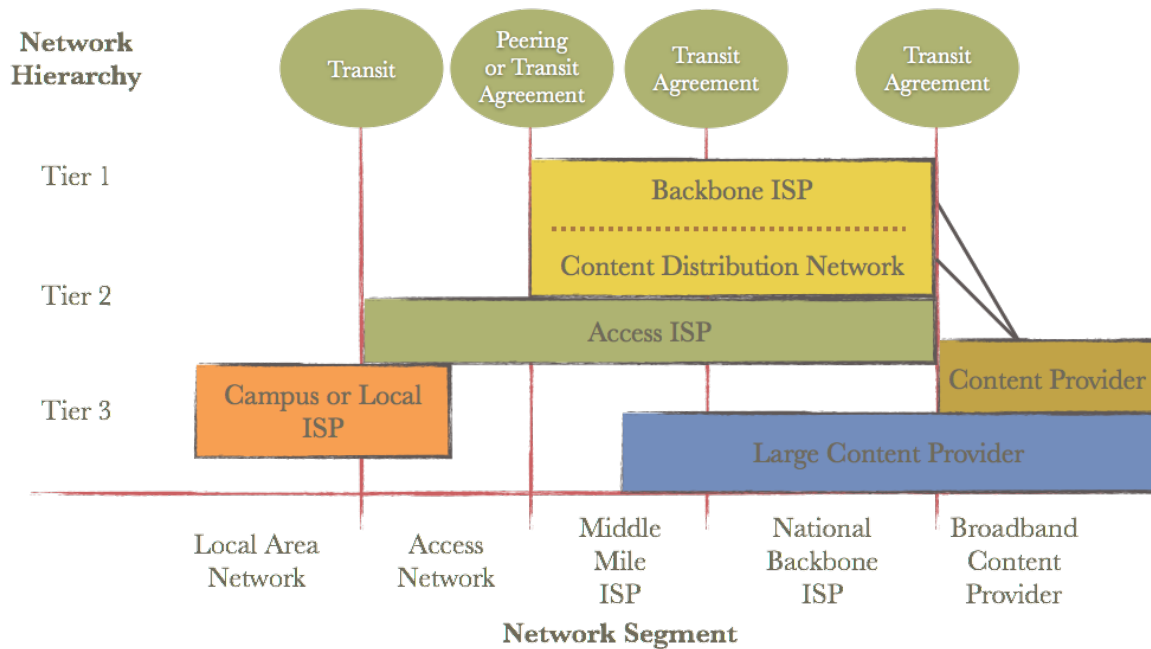 Network
Hierarchy
Transit
Peering
or Transit
Agreement
Transit
Agreement
Transit
Agreement
Tier 1
Backbone ISP
Content Distribution Network
Tier 2
Access ISP
Content Provider
Tier 3
Campus or Local
ISP
Large Content Provider
Local Area
Network
Access
Network
Middle
Mile
ISP
National
Backbone
ISP
Broadband
Content
Provider
Network Segment